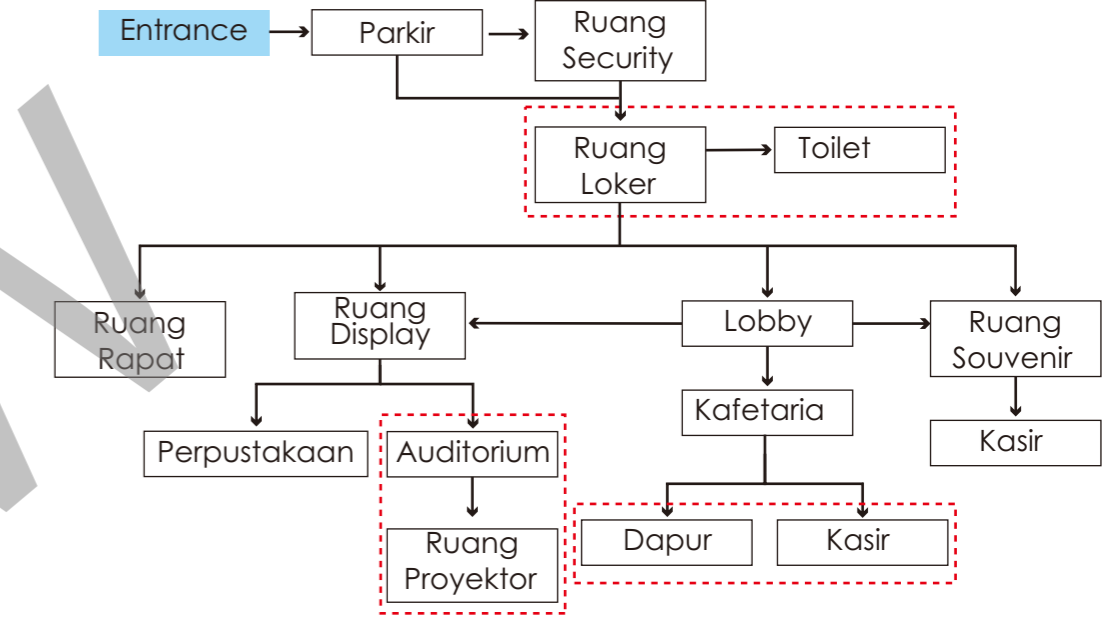 Entrance
Parkir
Ruang
Security
Ruang
Loker
Toilet
Ruang
Rapat
Ruang
Display
Lobby
Ruang
Souvenir
Perpustakaan
Auditorium
Kafetaria
Kasir
Ruang
Proyektor
Dapur
Kasir